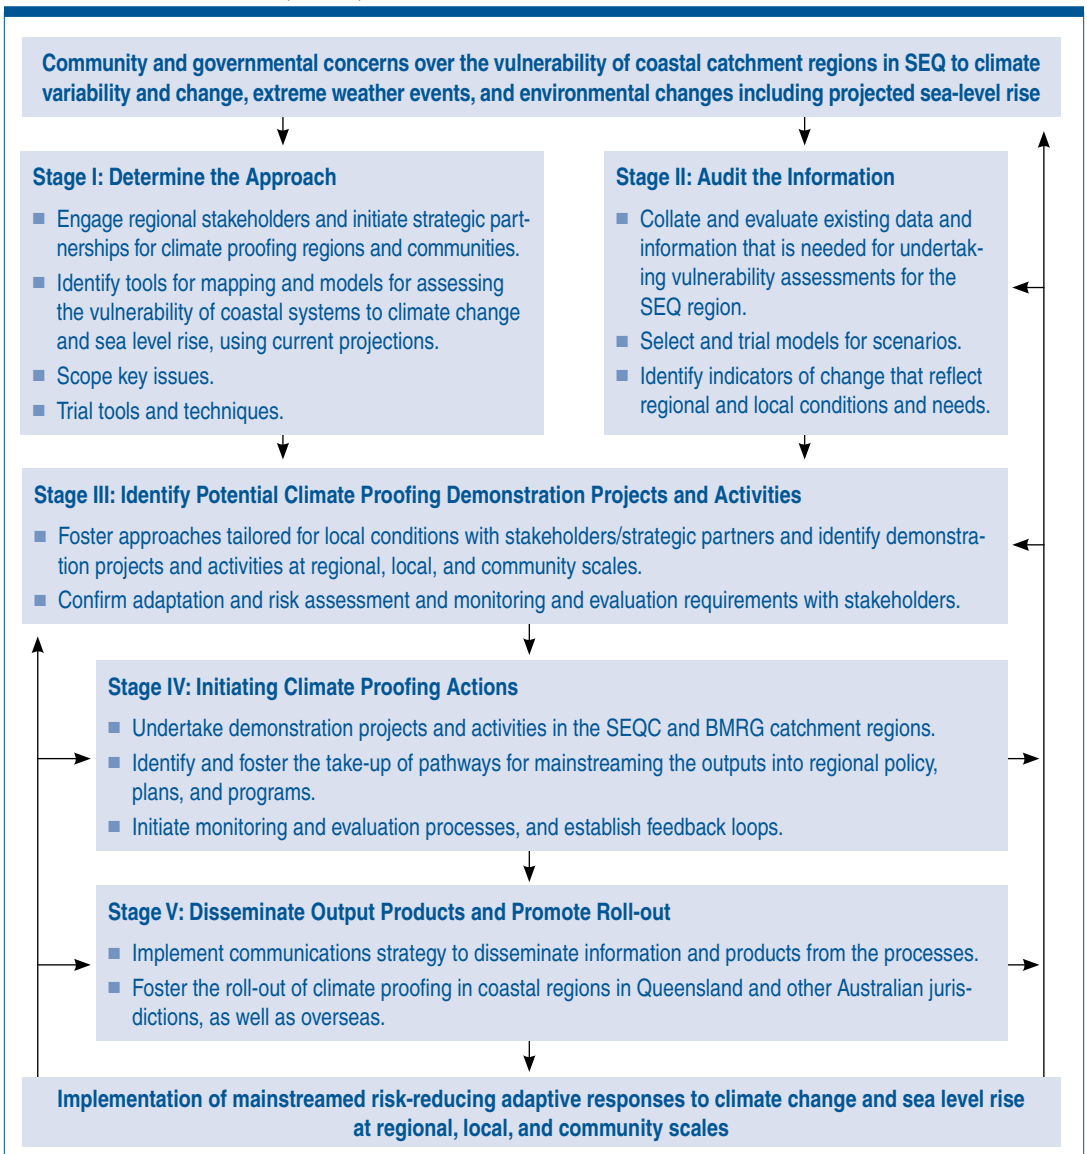 Community and governmental concerns over the vulnerability of coastal catchment regions in SEQ to climate
variability and change, extreme weather events, and environmental changes including projected sea-level rise
Stage I: Determine the Approach
■ Engage regional stakeholders and initiate strategic part-
nerships for climate proofing regions and communities.
■ Identify tools for mapping and models for assessing
the vulnerability of coastal systems to climate change
and sea level rise, using current projections.
■ Scope key issues.
■ Trial tools and techniques.
Stage II: Audit the Information
■ Collate and evaluate existing data and
information that is needed for undertak-
ing vulnerability assessments for the
SEQ region.
■ Select and trial models for scenarios.
■ Identify indicators of change that reflect
regional and local conditions and needs.
Stage III: Identify Potential Climate Proofing Demonstration Projects and Activities
■ Foster approaches tailored for local conditions with stakeholders/strategic partners and identify demonstra-
tion projects and activities at regional, local, and community scales.
■ Confirm adaptation and risk assessment and monitoring and evaluation requirements with stakeholders.
Stage IV: Initiating Climate Proofing Actions
■ Undertake demonstration projects and activities in the SEQC and BMRG catchment regions.
■ Identify and foster the take-up of pathways for mainstreaming the outputs into regional policy,
plans, and programs.
■ Initiate monitoring and evaluation processes, and establish feedback loops.
Stage V: Disseminate Output Products and Promote Roll-out
■ Implement communications strategy to disseminate information and products from the processes.
■ Foster the roll-out of climate proofing in coastal regions in Queensland and other Australian juris-
dictions, as well as overseas.
Implementation of mainstreamed risk-reducing adaptive responses to climate change and sea level rise
at regional, local, and community scales